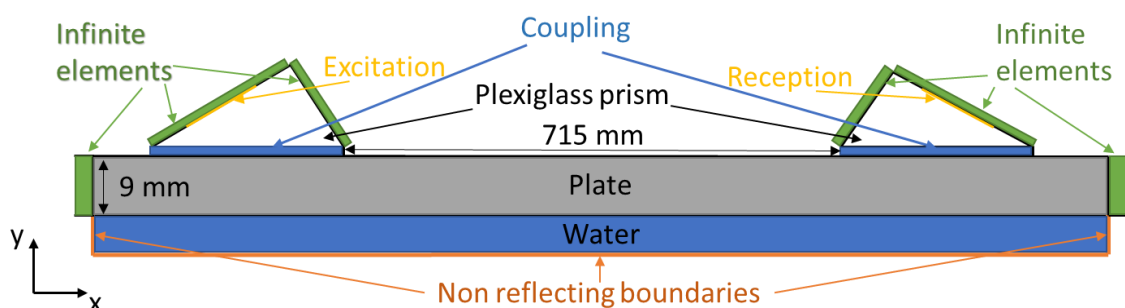 Infinite
elements
Excitation
Coupling
Plexiglass prism
715 mm
Reception
Infinite
elements
9 mm
Plate
Water
y
x
Non reflecting boundaries